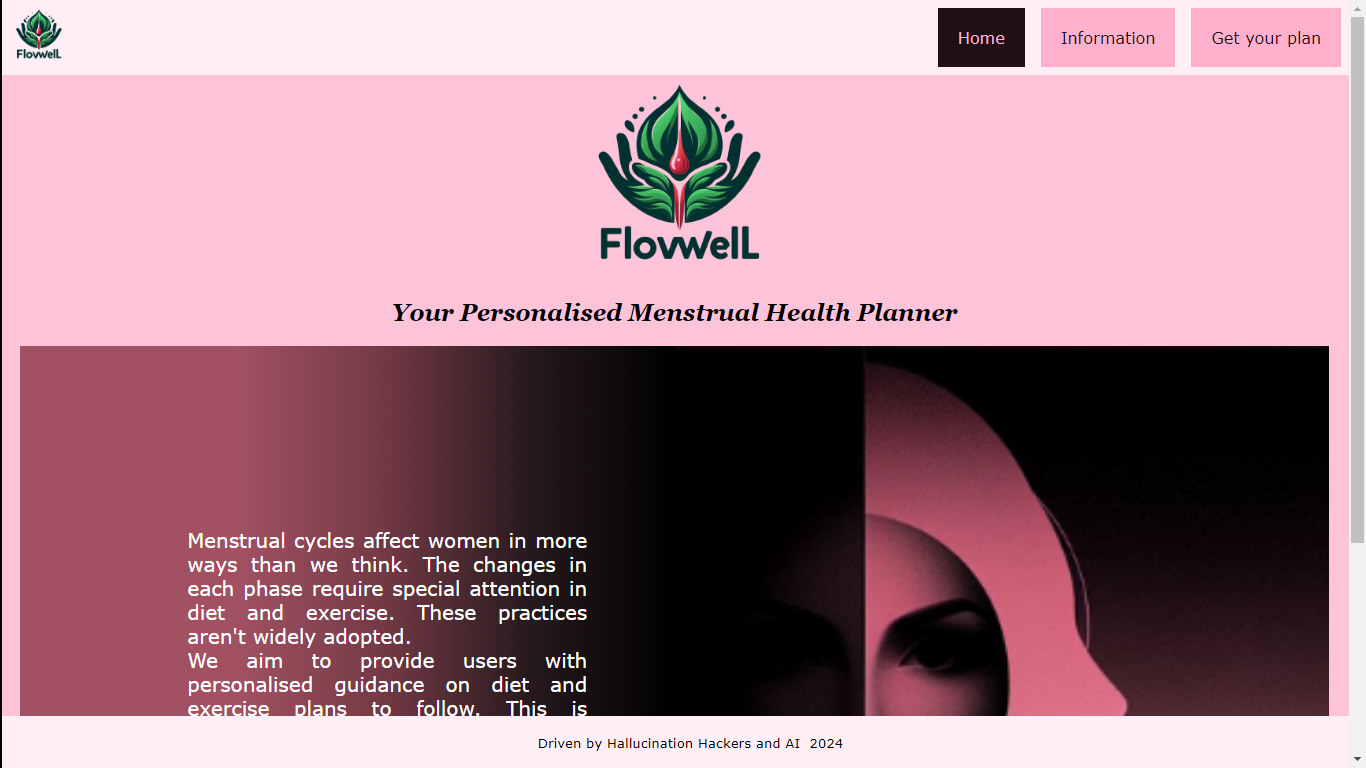 FlovwelL
Home
Information
Get your plan
FlovwelL
Your Personalised Menstrual Health Planner
Menstrual cycles affect women in more
ways than we think. The changes in
each phase require special attention in
diet and exercise. These practices
aren't widely adopted.
We aim to provide users with
personalised guidance on diet and
exercise plans to follow. This is
Driven by Hallucination Hackers and AI 2024